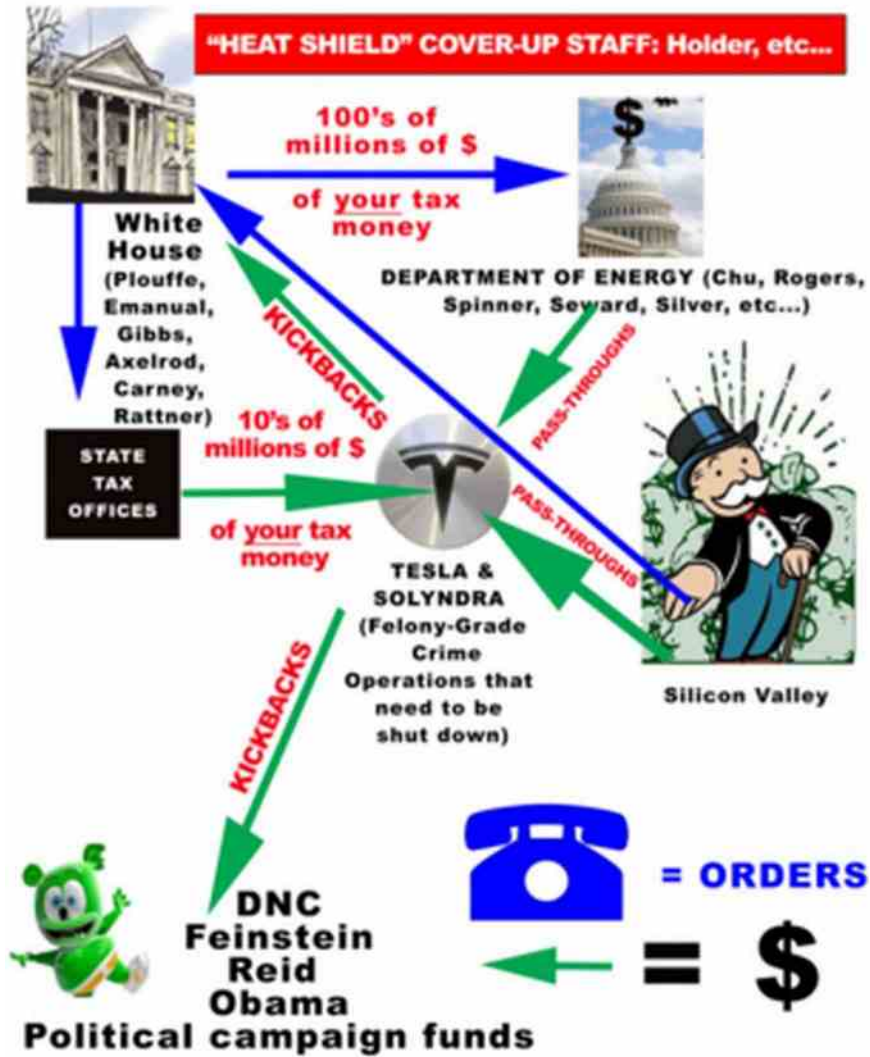 “HEAT SHIELD” COVER-UP STAFF: Holder, etc...
100's of
millions of $
of your tax
money
$
White
House
(Plouffe,
Emanual,
Gibbs,
Axelrod,
Carney,
Rattner)
DEPARTMENT OF ENERGY (Chu, Rogers,
Spinner, Seward, Silver, etc...)
KICKBACKS
PASS-THROUGHS
10's of
millions of $
of your tax
money
STATE
TAX
OFFICES
PASS-THROUGHS
TESLA &
SOLYNDRA
(Felony-Grade
Crime
Operations that
need to be
shut down)
Silicon Valley
KICKBACKS
= ORDERS
DNC
Feinstein
Reid
Obama
Political campaign funds
= $